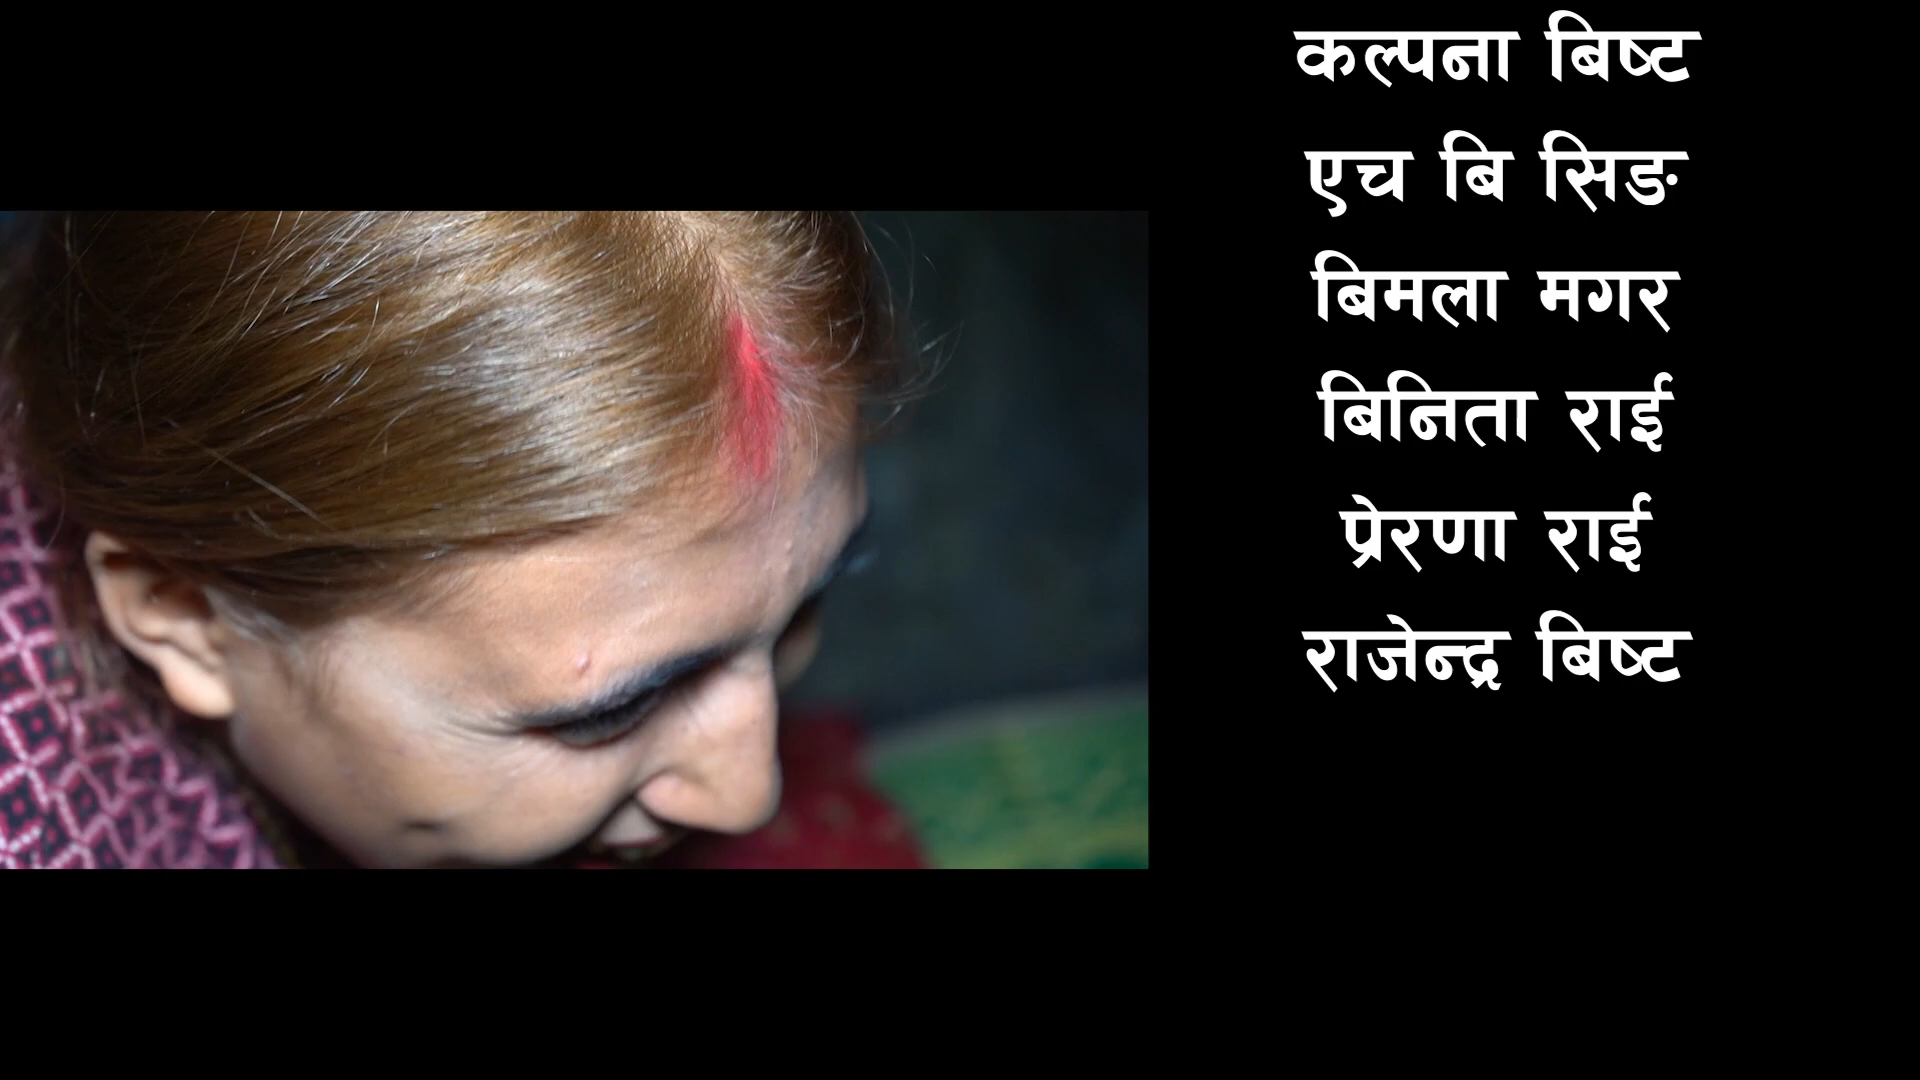 कल्पना बिष्ट
एच बि सिङ
बिमला मगर
बिनिता राई
प्रेरणा राई
राजेन्द्र बिष्ट